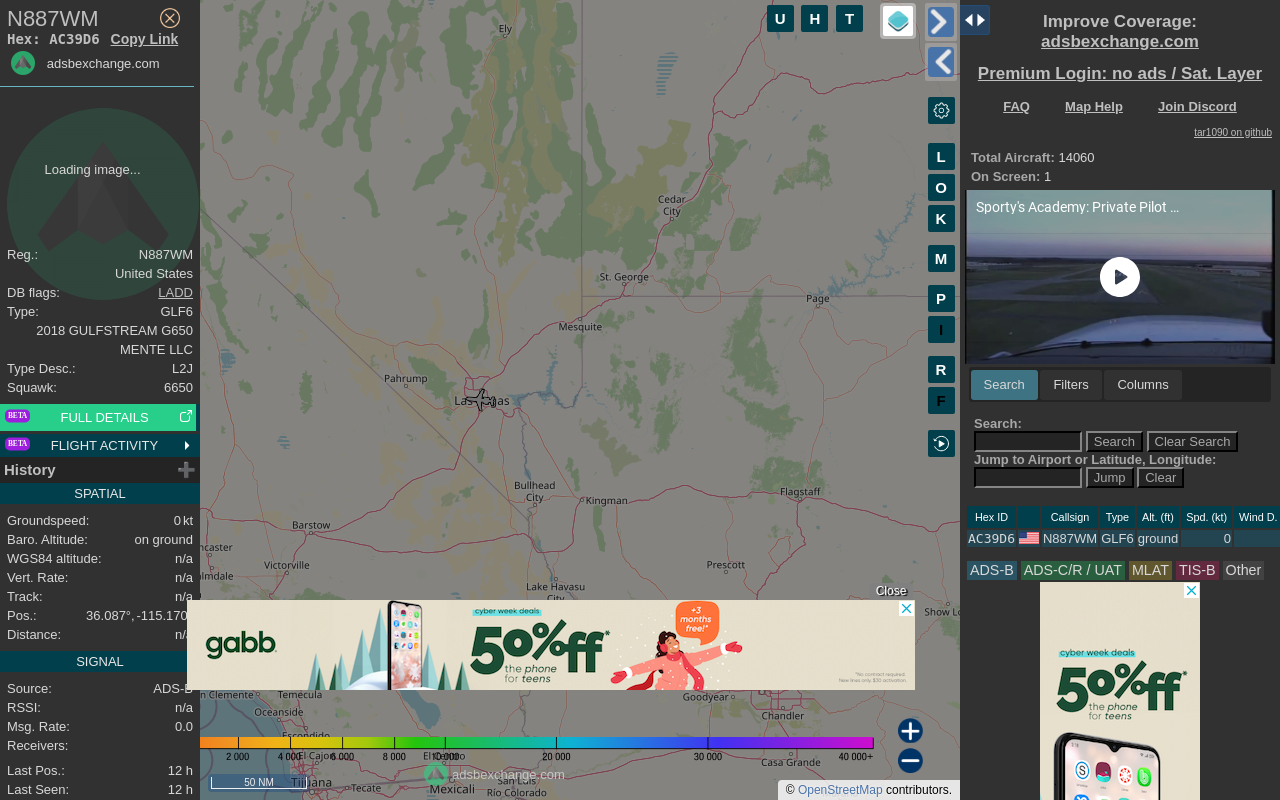 N887WM
Hex: AC39D6 Copy Link
adsbexchange.com
Loading image...
Reg.: N887WM
United States
DB flags: LADD
Type: GLF6
2018 GULFSTREAM G650
MENTE LLC
Type Desc.: L2J
Squawk: 6650
BETA FULL DETAILS
BETA FLIGHT ACTIVITY
History
SPATIAL
Groundspeed: 0 kt
Baro. Altitude: on ground
WGS84 altitude: n/a
Vert. Rate: n/a
Track: n/a
Pos.: 36.087°, -115.170
Distance: n/a
SIGNAL
Source: ADS-B
RSSI: n/a
Msg. Rate: 0.0
Receivers:
Last Pos.: 12 h
Last Seen: 12 h
U H T
L
O
K
M
P
I
R
F
Ely
Cedar
City
St. George
Page
Mesquite
Pahrump
Las
as
Bullhead
City
Kingman
Flagstaff
Barstow
ncaster
Victorville
almdale
Prescott
Lake Havasu
City
Show Lo
Close
gabb
cyber week deals
50% off*
the phone
for teens
+3
months
free!*
*No contract required.
New lines only. $30 activation.
n Clemente
Temecula
Oceanside
Escondido
El Cajon
Goodyear
Chandler
Casa Grande
El Centro
2 000 4 000 6 000 8 000 20 000 30 000 40 000+
adsbexchange.com
50 NM
Tijuana
Tecate
Mexicali
San Luis
Río Colorado
© OpenStreetMap contributors.
Improve Coverage:
adsbexchange.com
Premium Login: no ads / Sat. Layer
FAQ Map Help Join Discord
tar1090 on github
Total Aircraft: 14060
On Screen: 1
Sporty's Academy: Private Pilot ...
Search Filters Columns
Search:
Search Clear Search
Jump to Airport or Latitude, Longitude:
Jump Clear
Hex ID Callsign Type Alt. (ft) Spd. (kt) Wind D.
AC39D6 N887WM GLF6 ground 0
ADS-B ADS-C/R / UAT MLAT TIS-B Other
cyber week deals
50% off*
the phone
for teens